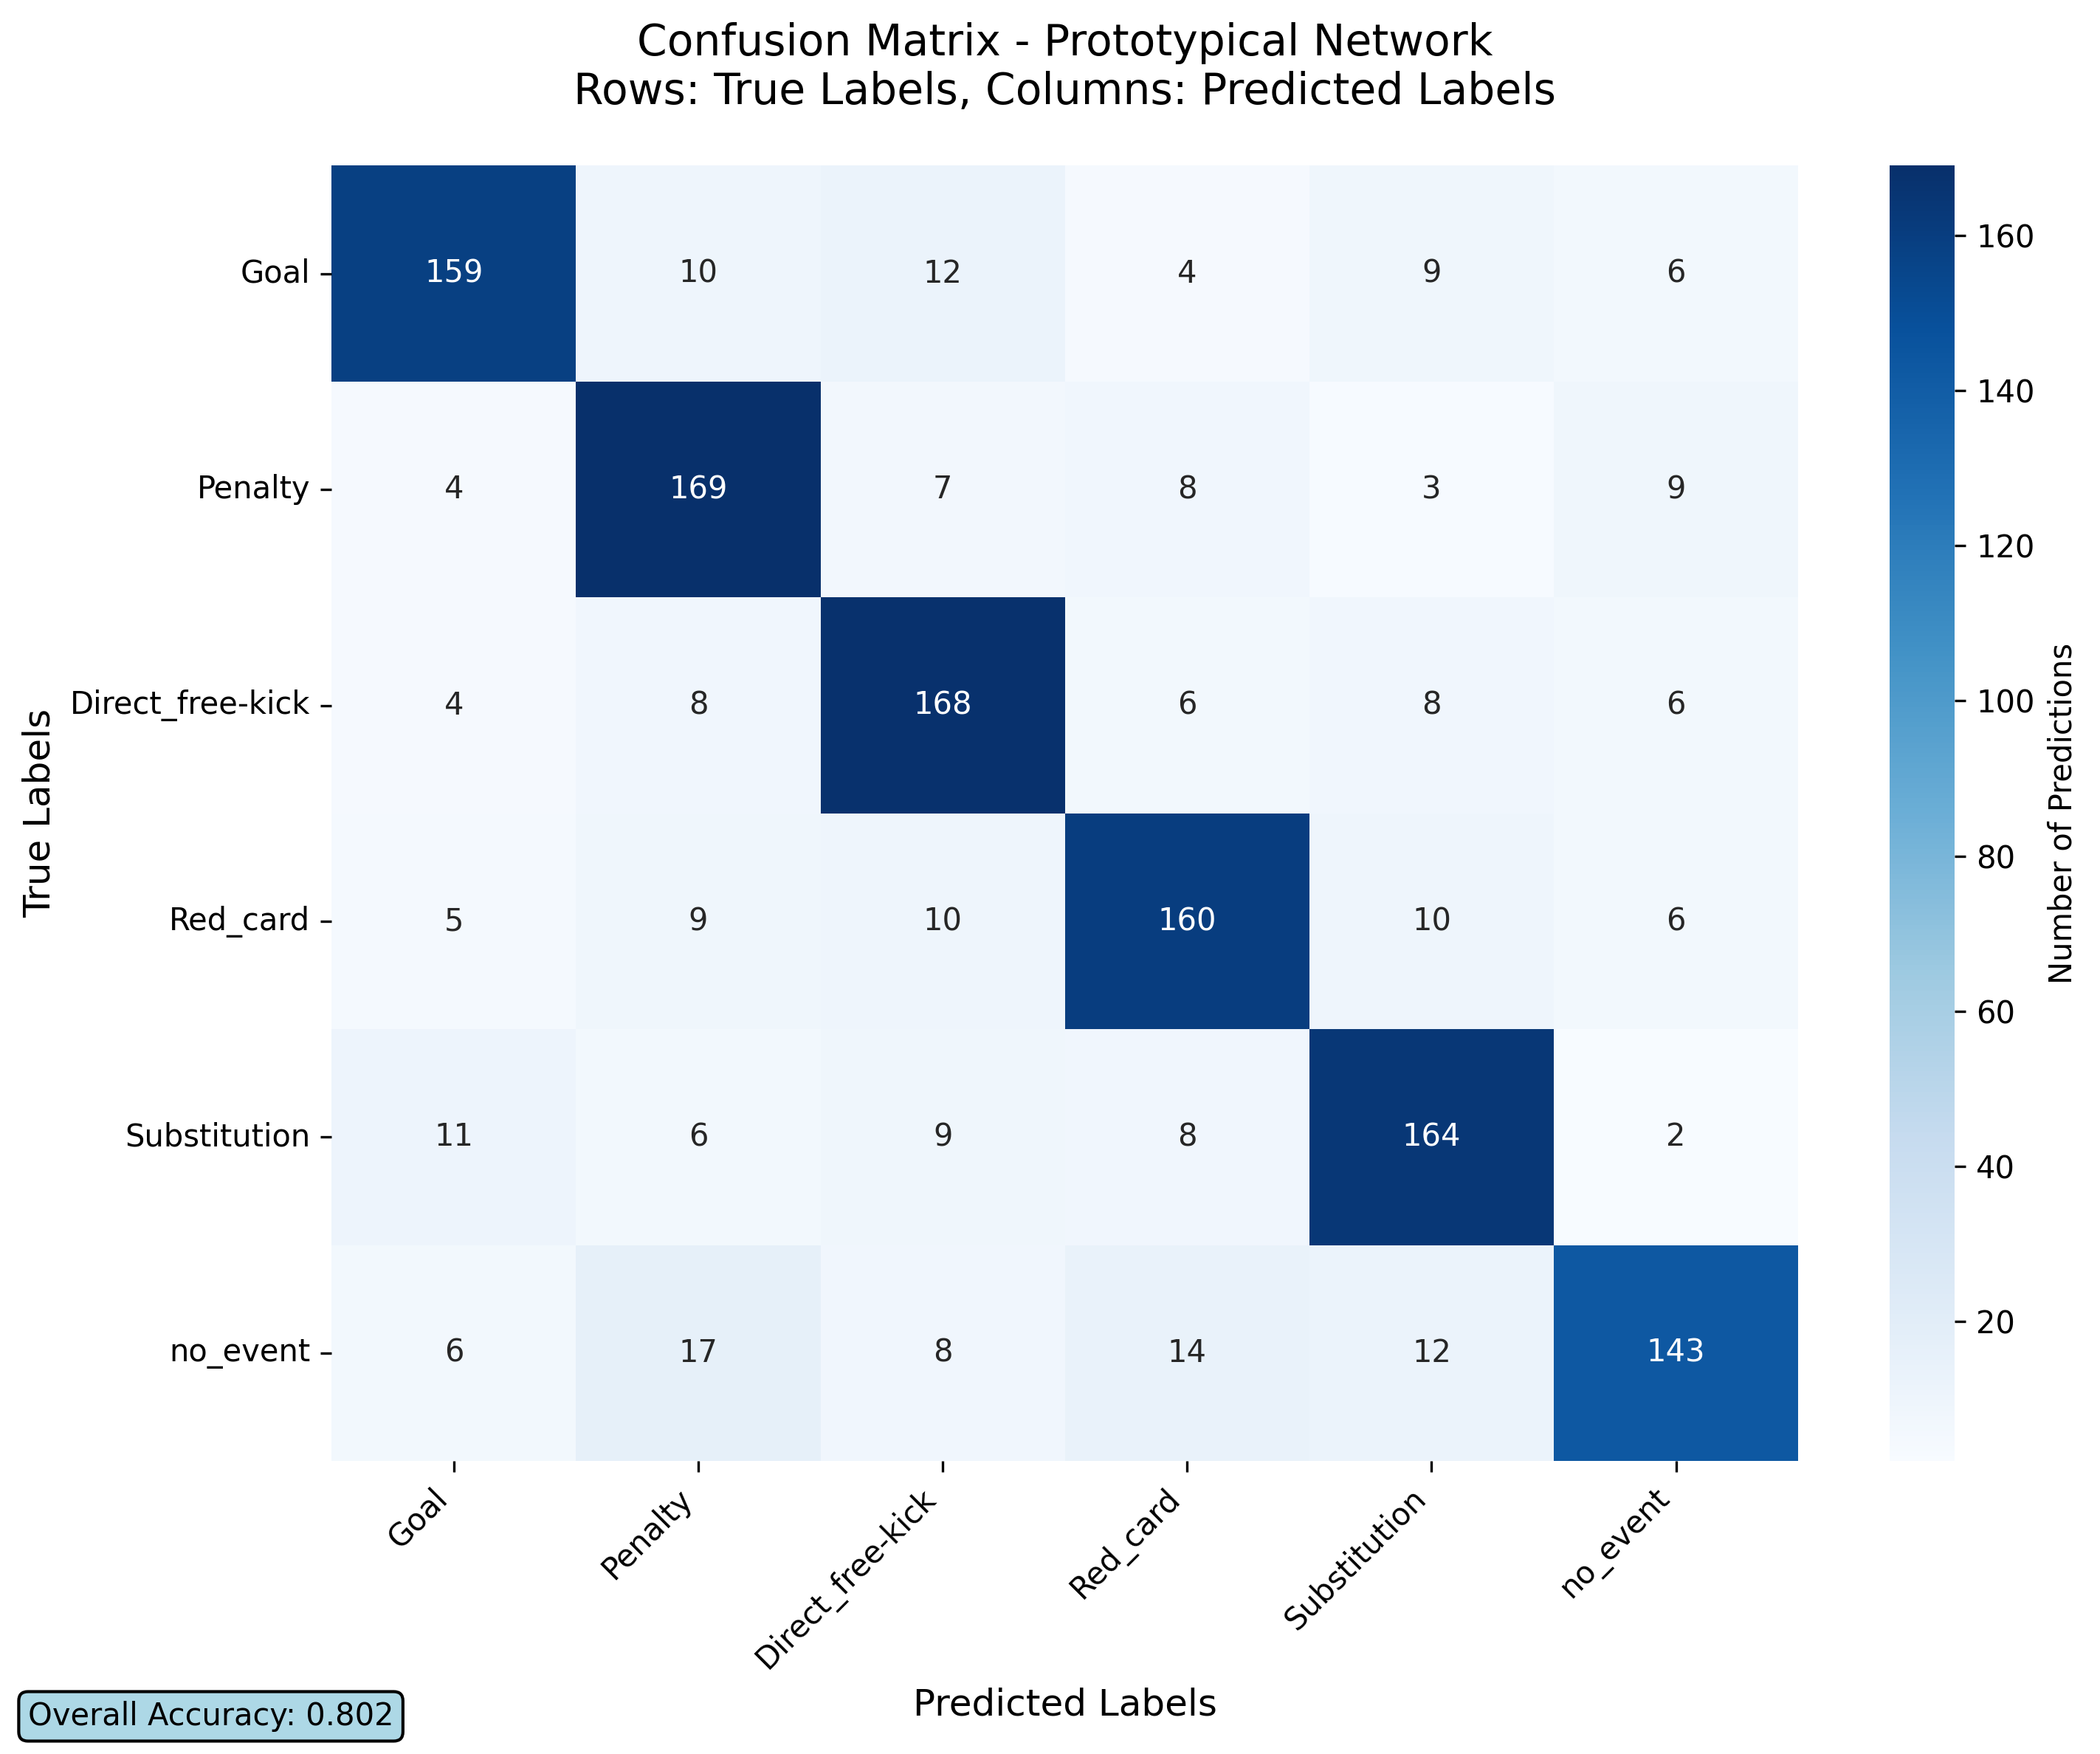 Confusion Matrix - Prototypical Network
Rows: True Labels, Columns: Predicted Labels
True Labels
Goal 159 10 12 4 9 6
Penalty 4 169 7 8 3 9
Direct_free-kick 4 8 168 6 8 6
Red_card 5 9 10 160 10 6
Substitution 11 6 9 8 164 2
no_event 6 17 8 14 12 143
Goal Penalty Direct_free-kick Red_card Substitution no_event
Predicted Labels
160
140
120
100
80
60
40
20
Number of Predictions
Overall Accuracy: 0.802